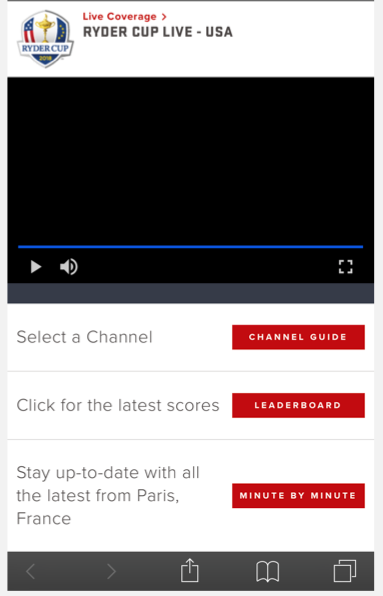 Live Coverage >
RYDER CUP LIVE - USA
RYDER CUP
2018
Select a Channel
CHANNEL GUIDE
Click for the latest scores
LEADERBOARD
Stay up-to-date with all
the latest from Paris,
France
MINUTE BY MINUTE